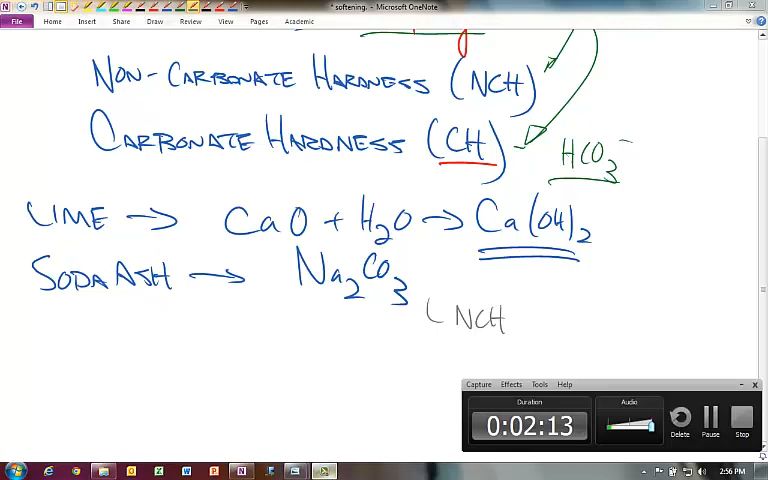 * softening. - Microsoft OneNote
File Home Insert Share Draw Review View Pages Academic
NON-CARBONATE HARDNESS (NCH)
CARBONATE HARDNESS (CH)
HCO3-
LIME → CaO + H2O → Ca(OH)2
SODA ASH → Na2CO3
( NCH
Capture Effects Tools Help
Duration Audio
0:02:13
Delete Pause Stop
2:56 PM